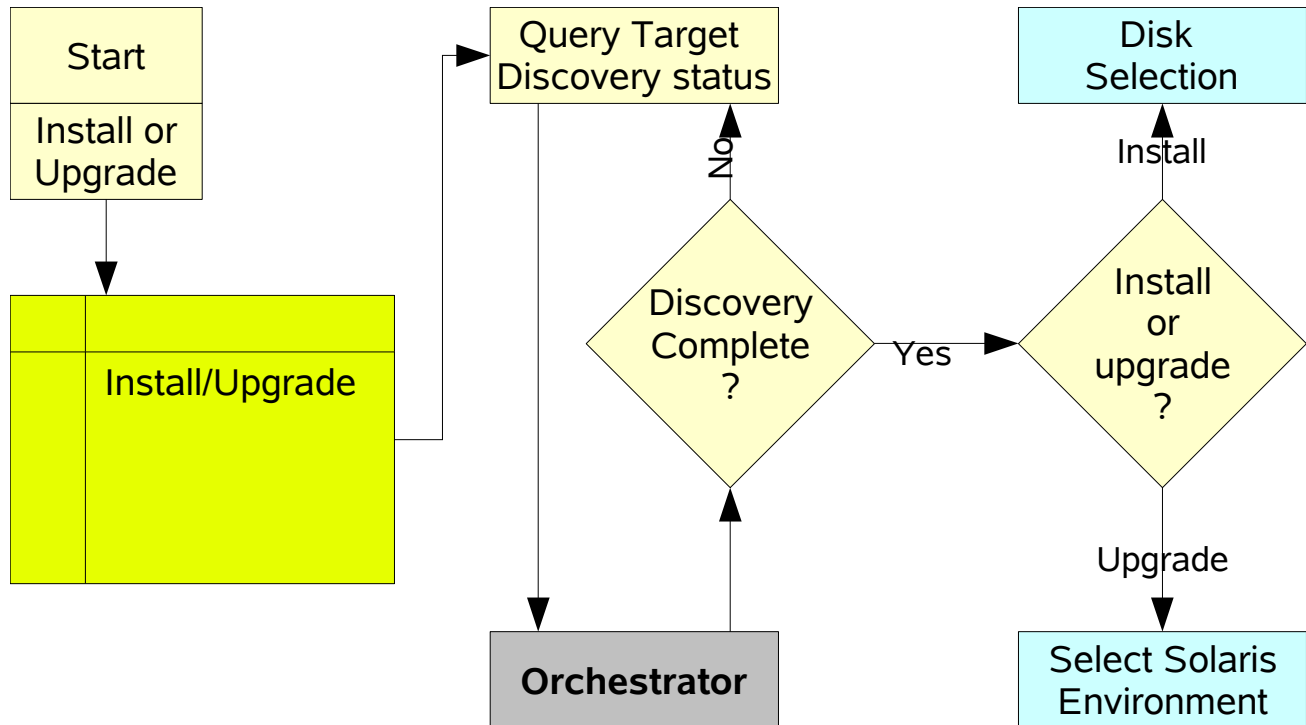 Start
Install or
Upgrade
Install/Upgrade
Query Target
Discovery status
No
Discovery
Complete
?
Yes
Orchestrator
Disk
Selection
Install
Install
or
upgrade
?
Upgrade
Select Solaris
Environment